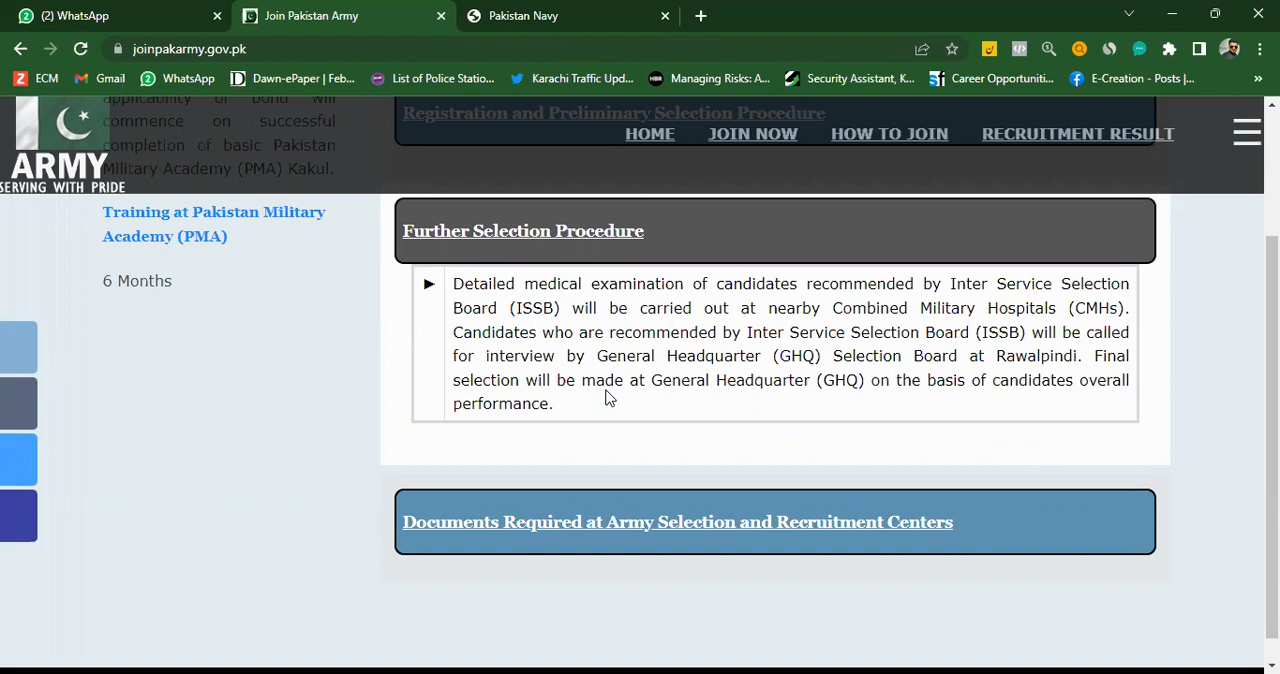 (2) WhatsApp
Join Pakistan Army
Pakistan Navy
joinpakarmy.gov.pk
ECM
Gmail
WhatsApp
Dawn-ePaper | Feb...
List of Police Statio...
Karachi Traffic Upd...
Managing Risks: A...
Security Assistant, K...
Career Opportuniti...
E-Creation - Posts |...
»
ARMY
SERVING WITH PRIDE
HOME
JOIN NOW
HOW TO JOIN
RECRUITMENT RESULT
applicability of bond will
commence on successful
completion of basic Pakistan
Military Academy (PMA) Kakul.
Training at Pakistan Military
Academy (PMA)
6 Months
Registration and Preliminary Selection Procedure
Further Selection Procedure
Detailed medical examination of candidates recommended by Inter Service Selection
Board (ISSB) will be carried out at nearby Combined Military Hospitals (CMHs).
Candidates who are recommended by Inter Service Selection Board (ISSB) will be called
for interview by General Headquarter (GHQ) Selection Board at Rawalpindi. Final
selection will be made at General Headquarter (GHQ) on the basis of candidates overall
performance.
Documents Required at Army Selection and Recruitment Centers